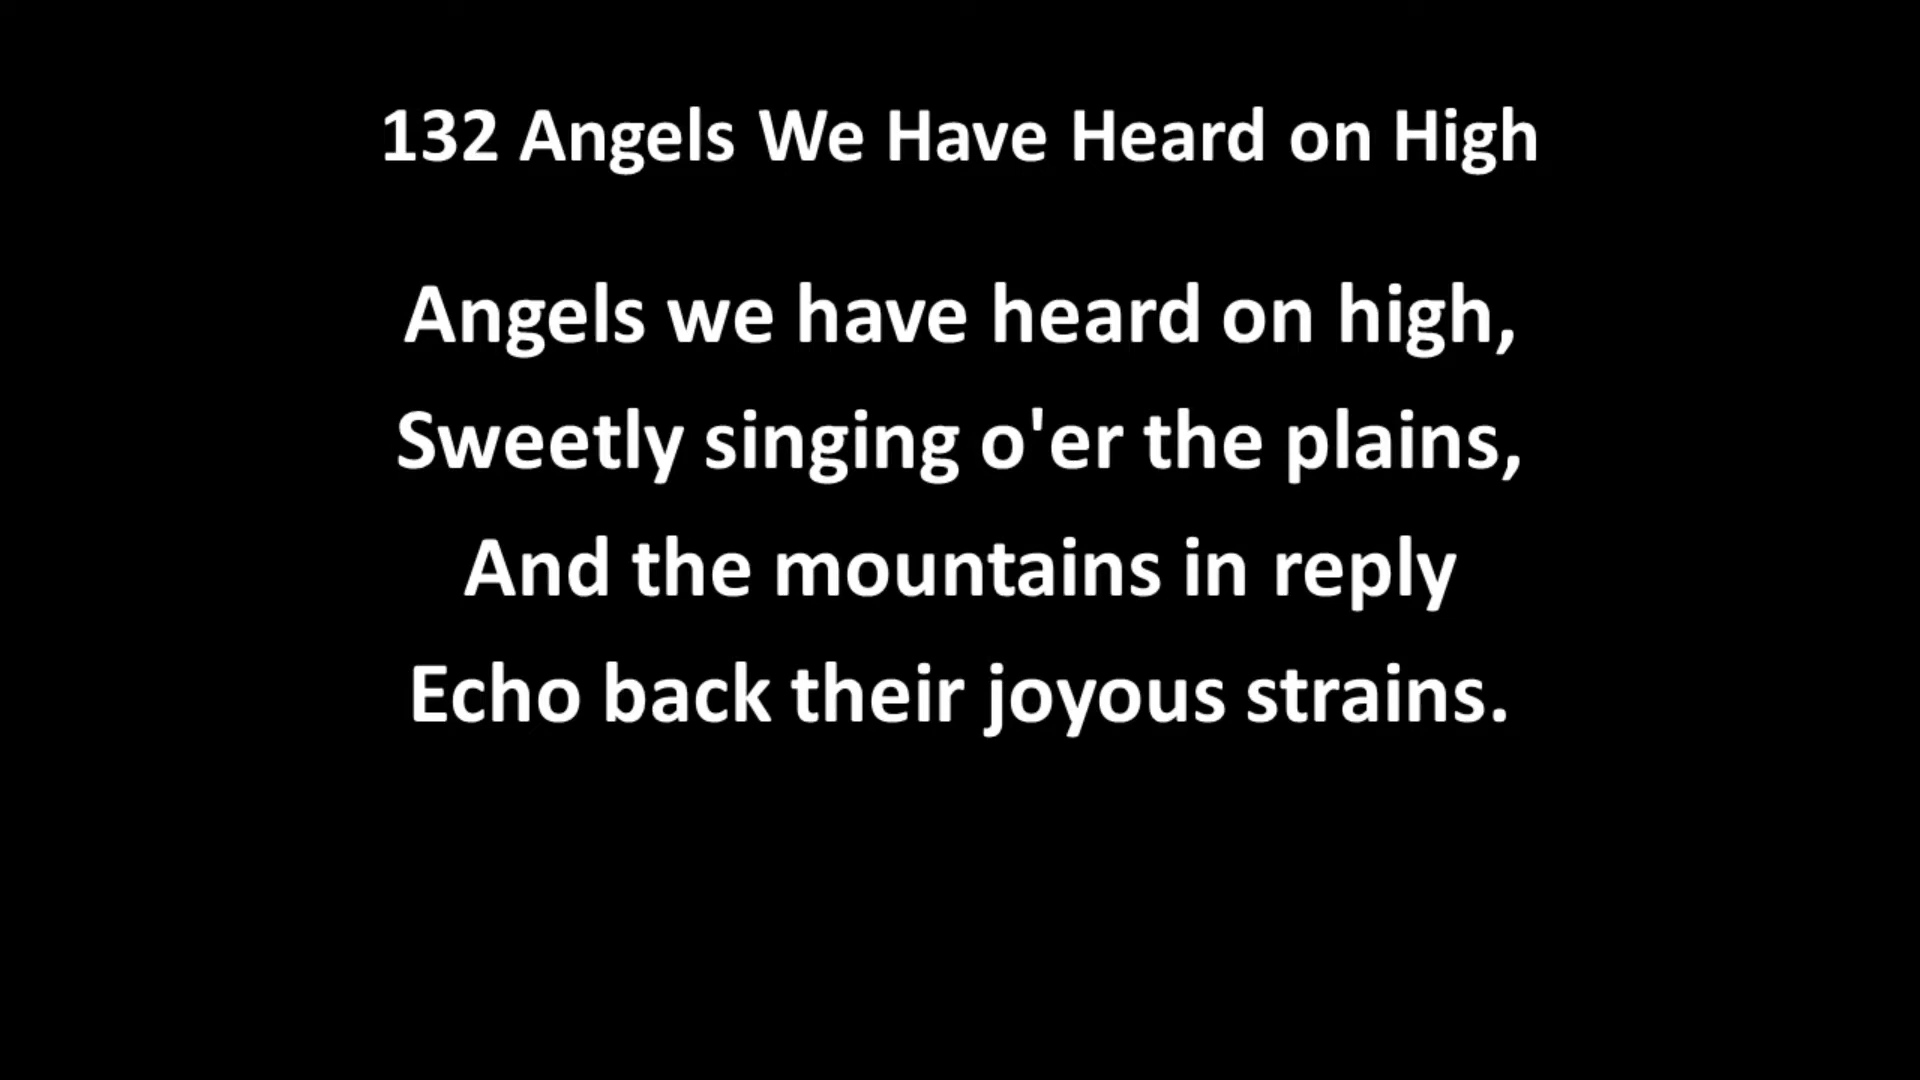 132 Angels We Have Heard on High
Angels we have heard on high,
Sweetly singing o'er the plains,
And the mountains in reply
Echo back their joyous strains.